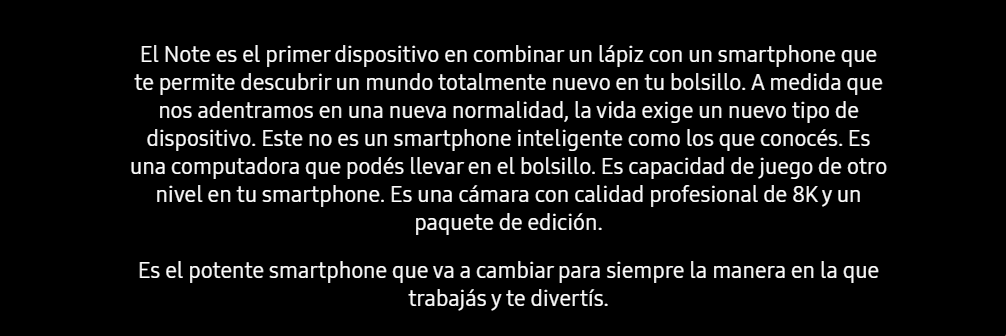 El Note es el primer dispositivo en combinar un lápiz con un smartphone que
te permite descubrir un mundo totalmente nuevo en tu bolsillo. A medida que
nos adentramos en una nueva normalidad, la vida exige un nuevo tipo de
dispositivo. Este no es un smartphone inteligente como los que conocés. Es
una computadora que podés llevar en el bolsillo. Es capacidad de juego de otro
nivel en tu smartphone. Es una cámara con calidad profesional de 8K y un
paquete de edición.
Es el potente smartphone que va a cambiar para siempre la manera en la que
trabajás y te divertís.